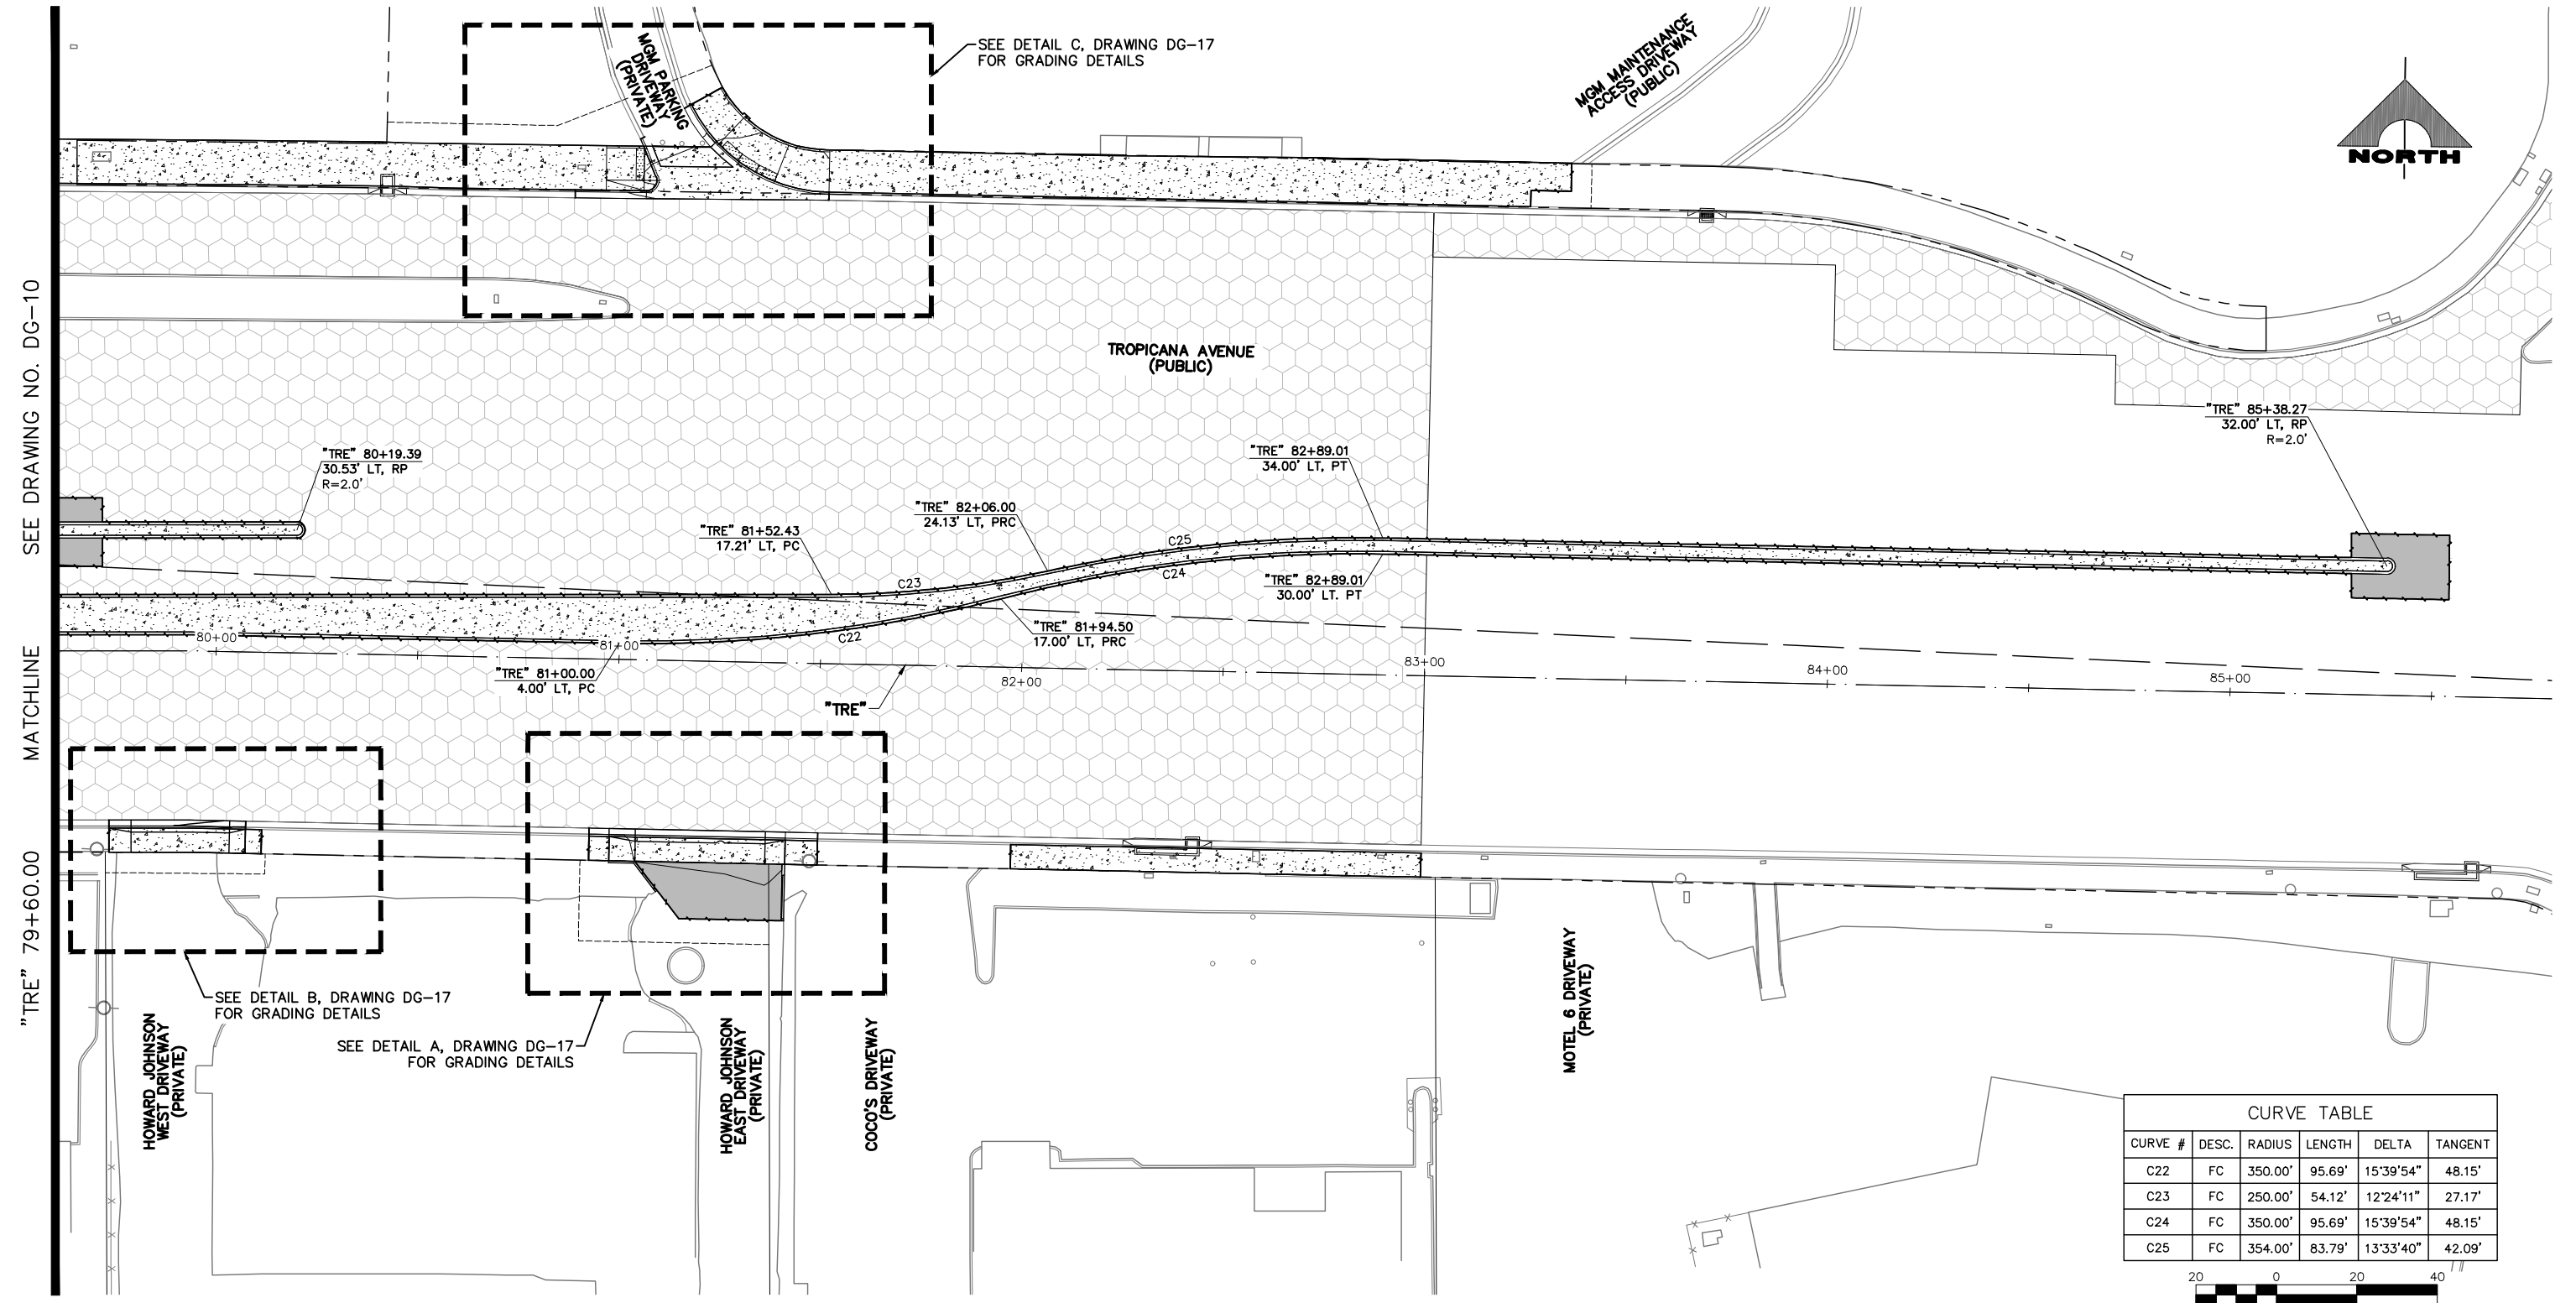 SEE DETAIL C, DRAWING DG-17
FOR GRADING DETAILS
MGM PARKING
DRIVEWAY
(PRIVATE)
MGM MAINTENANCE
ACCESS DRIVEWAY
(PUBLIC)
NORTH
"TRE" 79+60.00 MATCHLINE SEE DRAWING NO. DG-10
TROPICANA AVENUE
(PUBLIC)
"TRE" 80+19.39
30.53' LT, RP
R=2.0'
"TRE" 81+52.43
17.21' LT, PC
"TRE" 82+06.00
24.13' LT, PRC
"TRE" 82+89.01
34.00' LT, PT
"TRE" 85+38.27
32.00' LT, RP
R=2.0'
C25
C23
C24
C22
"TRE" 82+89.01
30.00' LT. PT
"TRE" 81+94.50
17.00' LT, PRC
"TRE" 81+00.00
4.00' LT, PC
80+00
81+00
82+00
83+00
84+00
85+00
"TRE"
SEE DETAIL B, DRAWING DG-17
FOR GRADING DETAILS
SEE DETAIL A, DRAWING DG-17
FOR GRADING DETAILS
HOWARD JOHNSON
WEST DRIVEWAY
(PRIVATE)
HOWARD JOHNSON
EAST DRIVEWAY
(PRIVATE)
COCO'S DRIVEWAY
(PRIVATE)
MOTEL 6 DRIVEWAY
(PRIVATE)
CURVE TABLE
CURVE # DESC. RADIUS LENGTH DELTA TANGENT
C22 FC 350.00' 95.69' 15°39'54" 48.15'
C23 FC 250.00' 54.12' 12°24'11" 27.17'
C24 FC 350.00' 95.69' 15°39'54" 48.15'
C25 FC 354.00' 83.79' 13°33'40" 42.09'
20 0 20 40